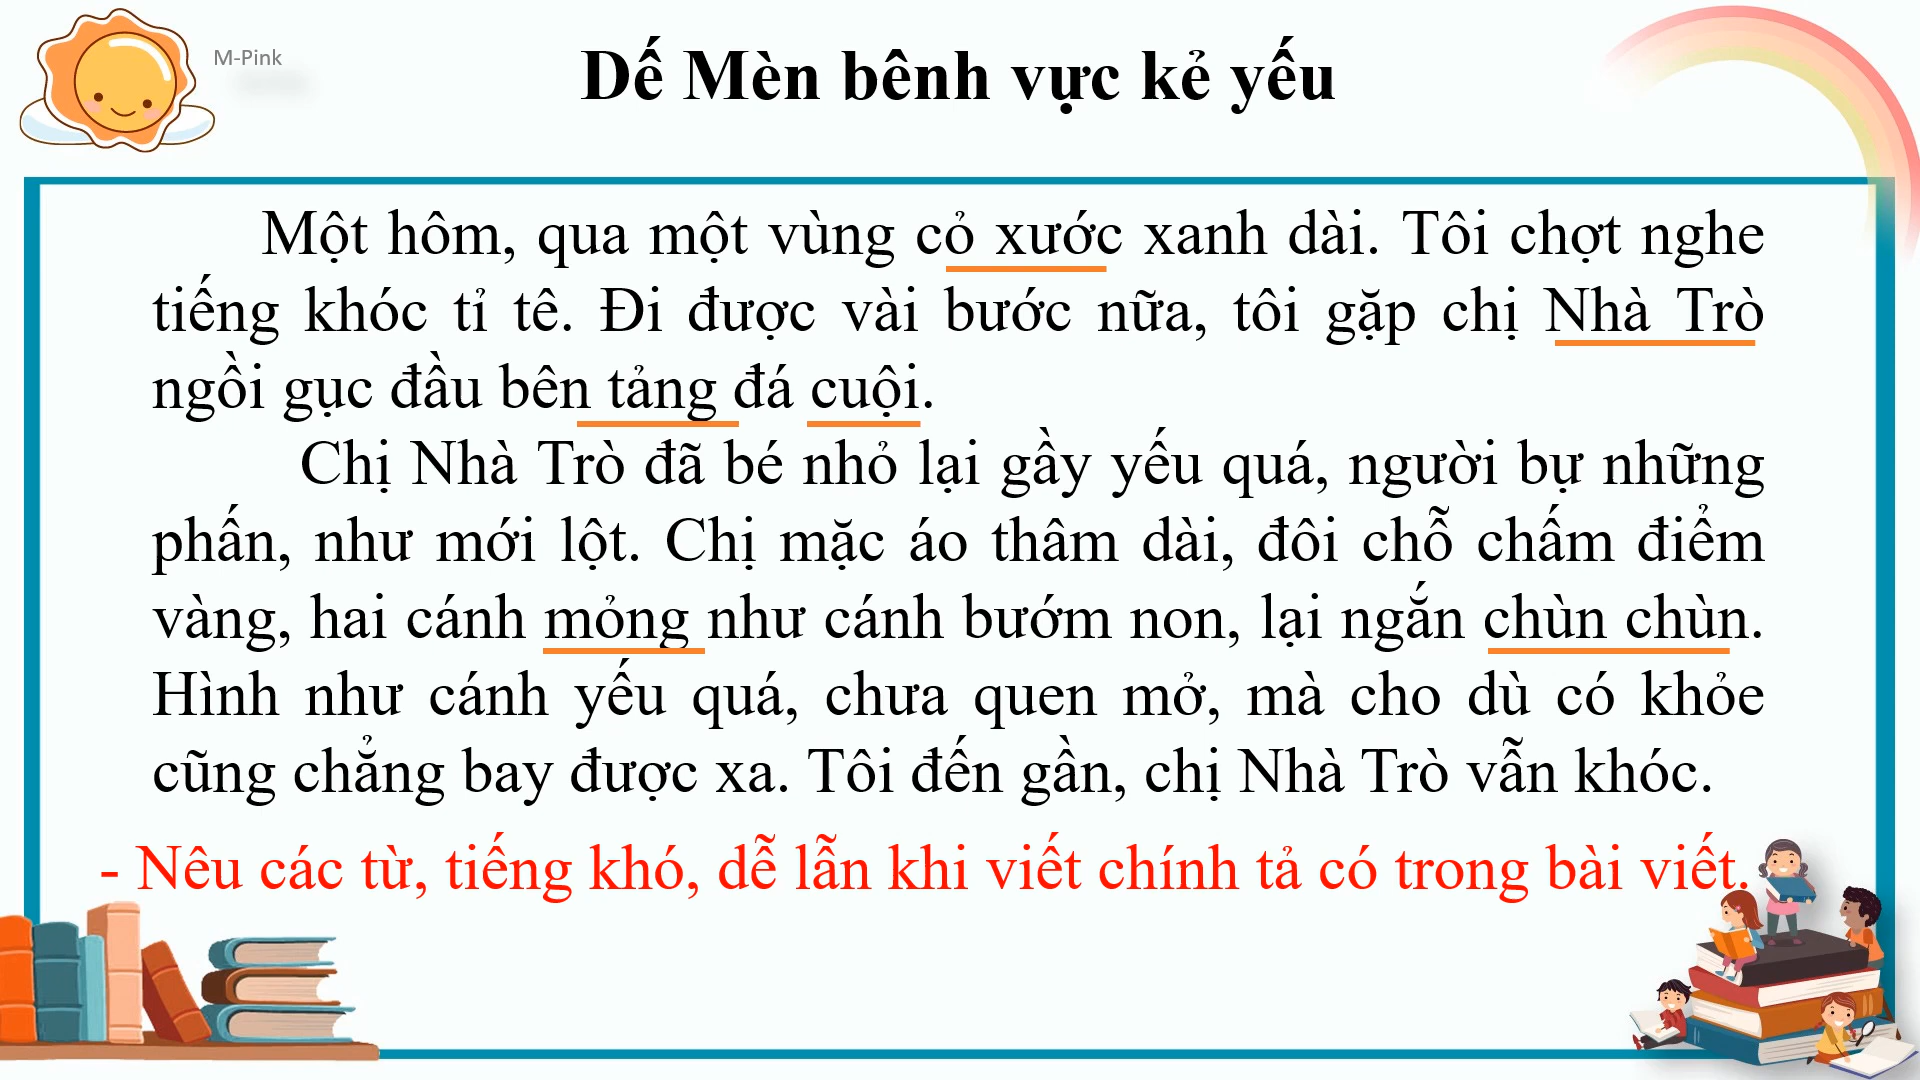 M-Pink
Dế Mèn bênh vực kẻ yếu
Một hôm, qua một vùng cỏ xước xanh dài. Tôi chợt nghe
tiếng khóc tỉ tê. Đi được vài bước nữa, tôi gặp chị Nhà Trò
ngồi gục đầu bên tảng đá cuội.
Chị Nhà Trò đã bé nhỏ lại gầy yếu quá, người bự những
phấn, như mới lột. Chị mặc áo thâm dài, đôi chỗ chấm điểm
vàng, hai cánh mỏng như cánh bướm non, lại ngắn chùn chùn.
Hình như cánh yếu quá, chưa quen mở, mà cho dù có khỏe
cũng chẳng bay được xa. Tôi đến gần, chị Nhà Trò vẫn khóc.
- Nêu các từ, tiếng khó, dễ lẫn khi viết chính tả có trong bài viết.